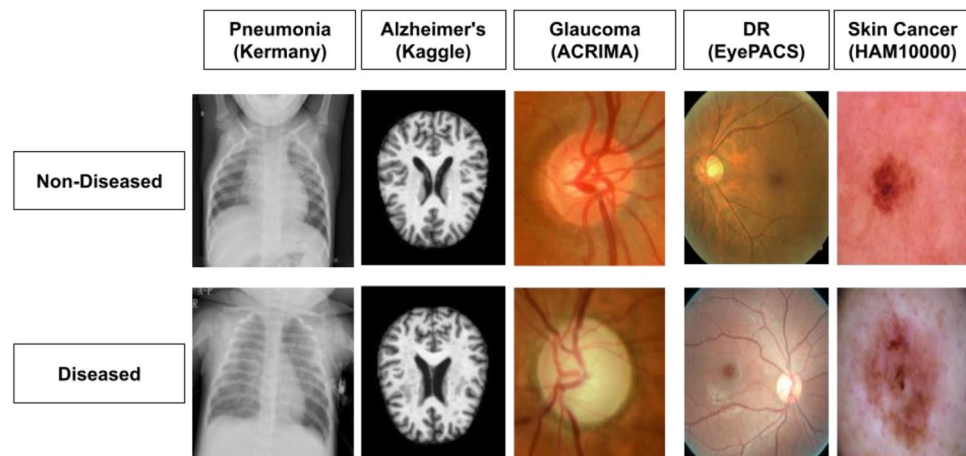 Pneumonia
(Kermany)
Alzheimer's
(Kaggle)
Glaucoma
(ACRIMA)
DR
(EyePACS)
Skin Cancer
(HAM10000)
Non-Diseased
Diseased